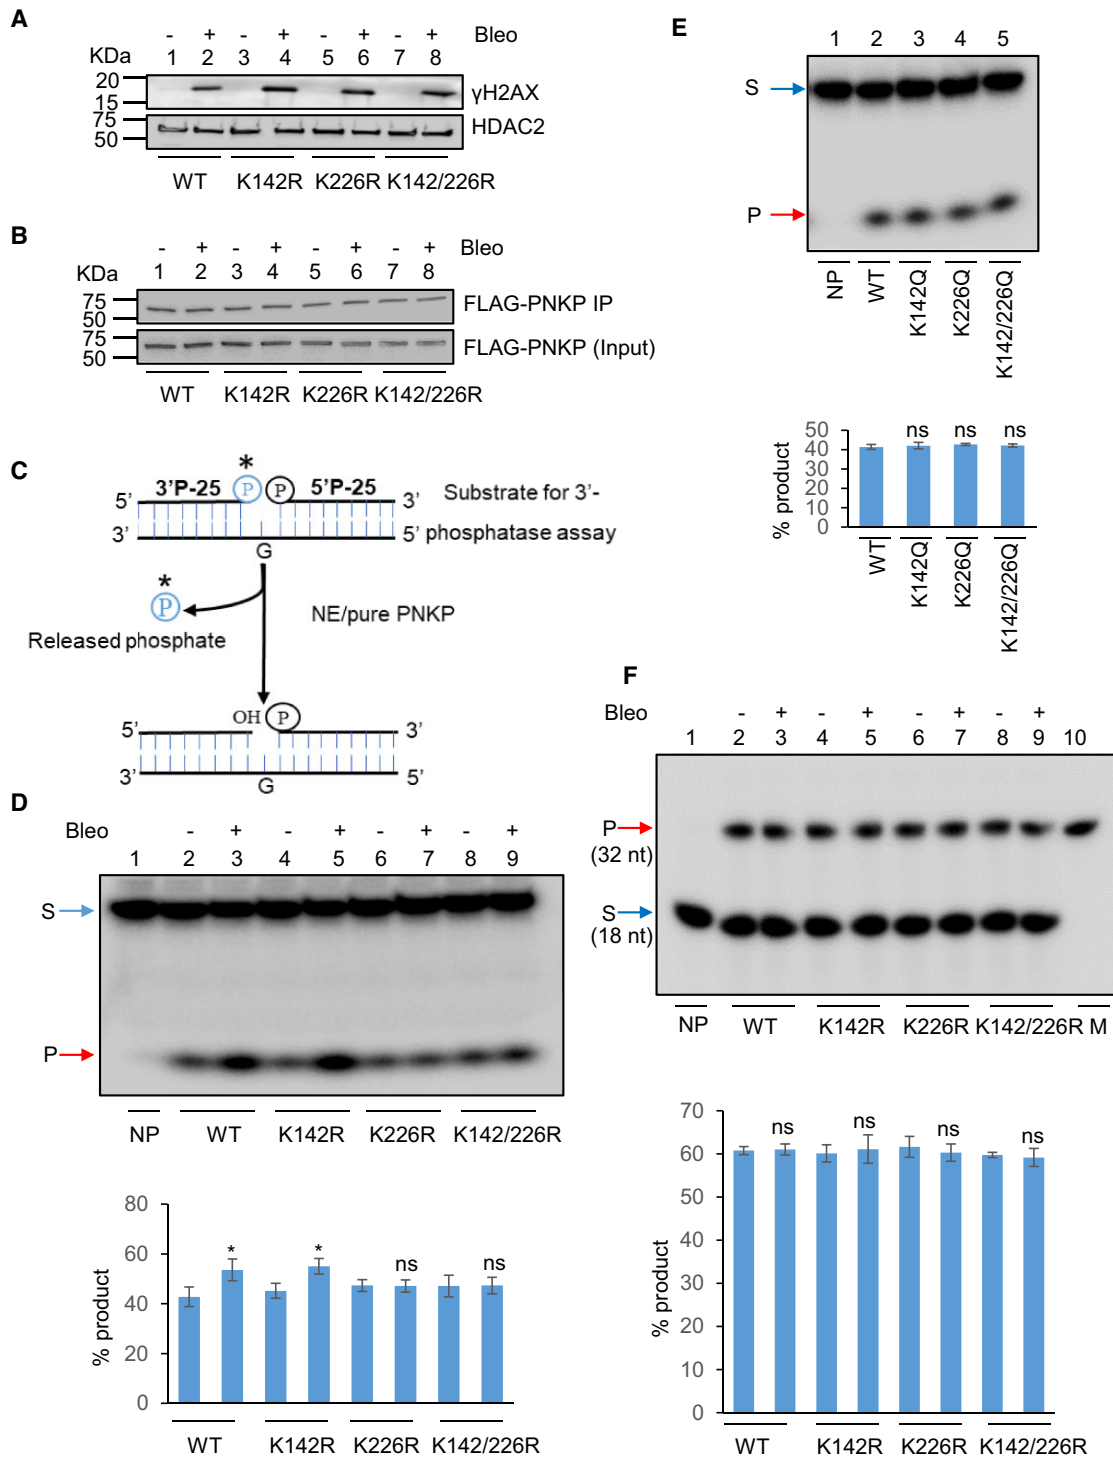 A
- + - + - + - + Bleo
KDa 1 2 3 4 5 6 7 8
20
15
γH2AX
75
50
HDAC2
WT K142R K226R K142/226R
B
- + - + - + - + Bleo
KDa 1 2 3 4 5 6 7 8
75
50
FLAG-PNKP IP
75
50
FLAG-PNKP (Input)
WT K142R K226R K142/226R
C
*
5' 3'P-25 P P 5'P-25 3' Substrate for 3'-
3' 5' phosphatase assay
G
*
P
NE/pure PNKP
Released phosphate
OH P
5' 3'
3' 5'
G
D
Bleo - + - + - + - +
1 2 3 4 5 6 7 8 9
S
P
NP WT K142R K226R K142/226R
80
60
40
20
0
% product
* * ns ns
WT K142R K226R K142/226R
E
1 2 3 4 5
S
P
NP WT K142Q K226Q K142/226Q
50
40
30
20
10
0
% product
ns ns ns
WT K142Q K226Q K142/226Q
F
Bleo - + - + - + - +
1 2 3 4 5 6 7 8 9 10
P
(32 nt)
S
(18 nt)
NP WT K142R K226R K142/226R M
70
60
50
40
30
20
10
0
% product
ns ns ns ns
WT K142R K226R K142/226R